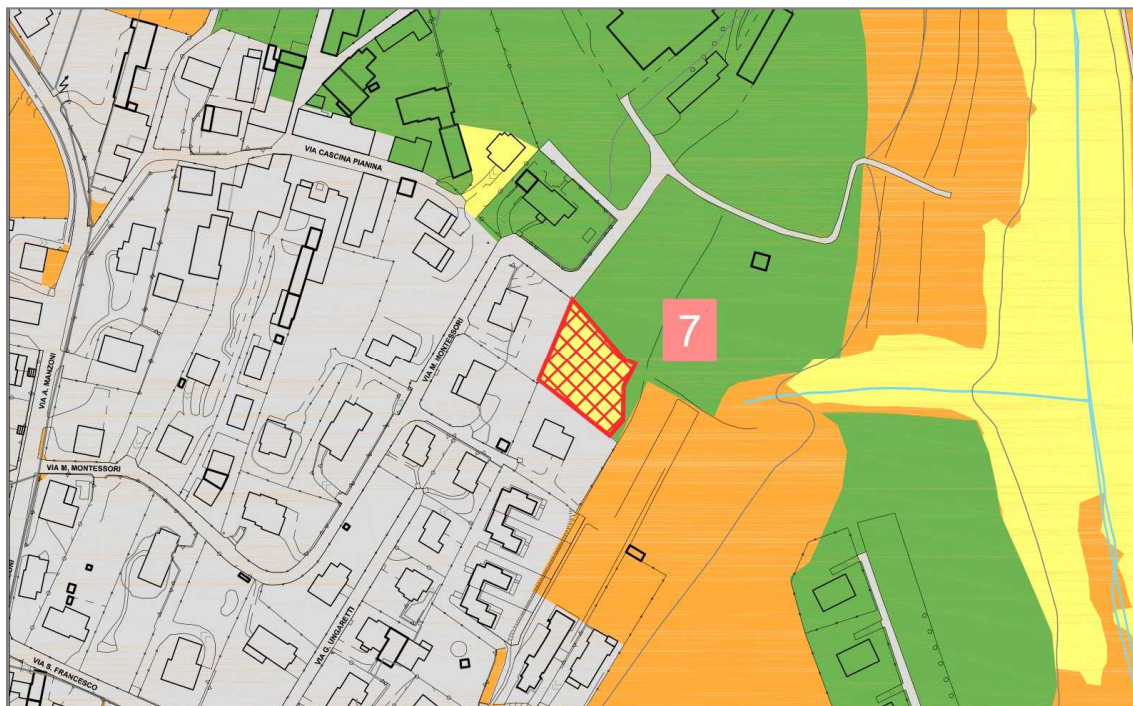 VIA CASCINA PIANINA
7
VIA M. MONTESSORI
VIA A. MANZONI
VIA M. MONTESSORI
VIA G. UNGARETTI
VIA S. FRANCESCO